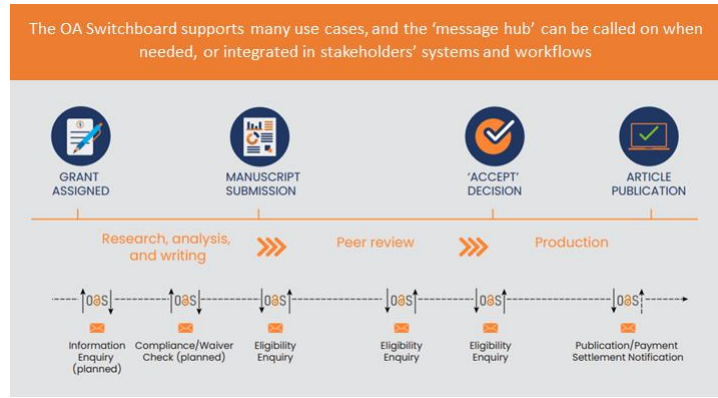 The OA Switchboard supports many use cases, and the ‘message hub’ can be called on when
needed, or integrated in stakeholders’ systems and workflows
GRANT
ASSIGNED
MANUSCRIPT
SUBMISSION
‘ACCEPT’
DECISION
ARTICLE
PUBLICATION
Research, analysis,
and writing
Peer review
Production
oas
oas
oas
oas
oas
oas
Information
Enquiry
(planned)
Compliance/Waiver
Check (planned)
Eligibility
Enquiry
Eligibility
Enquiry
Eligibility
Enquiry
Publication/Payment
Settlement Notification